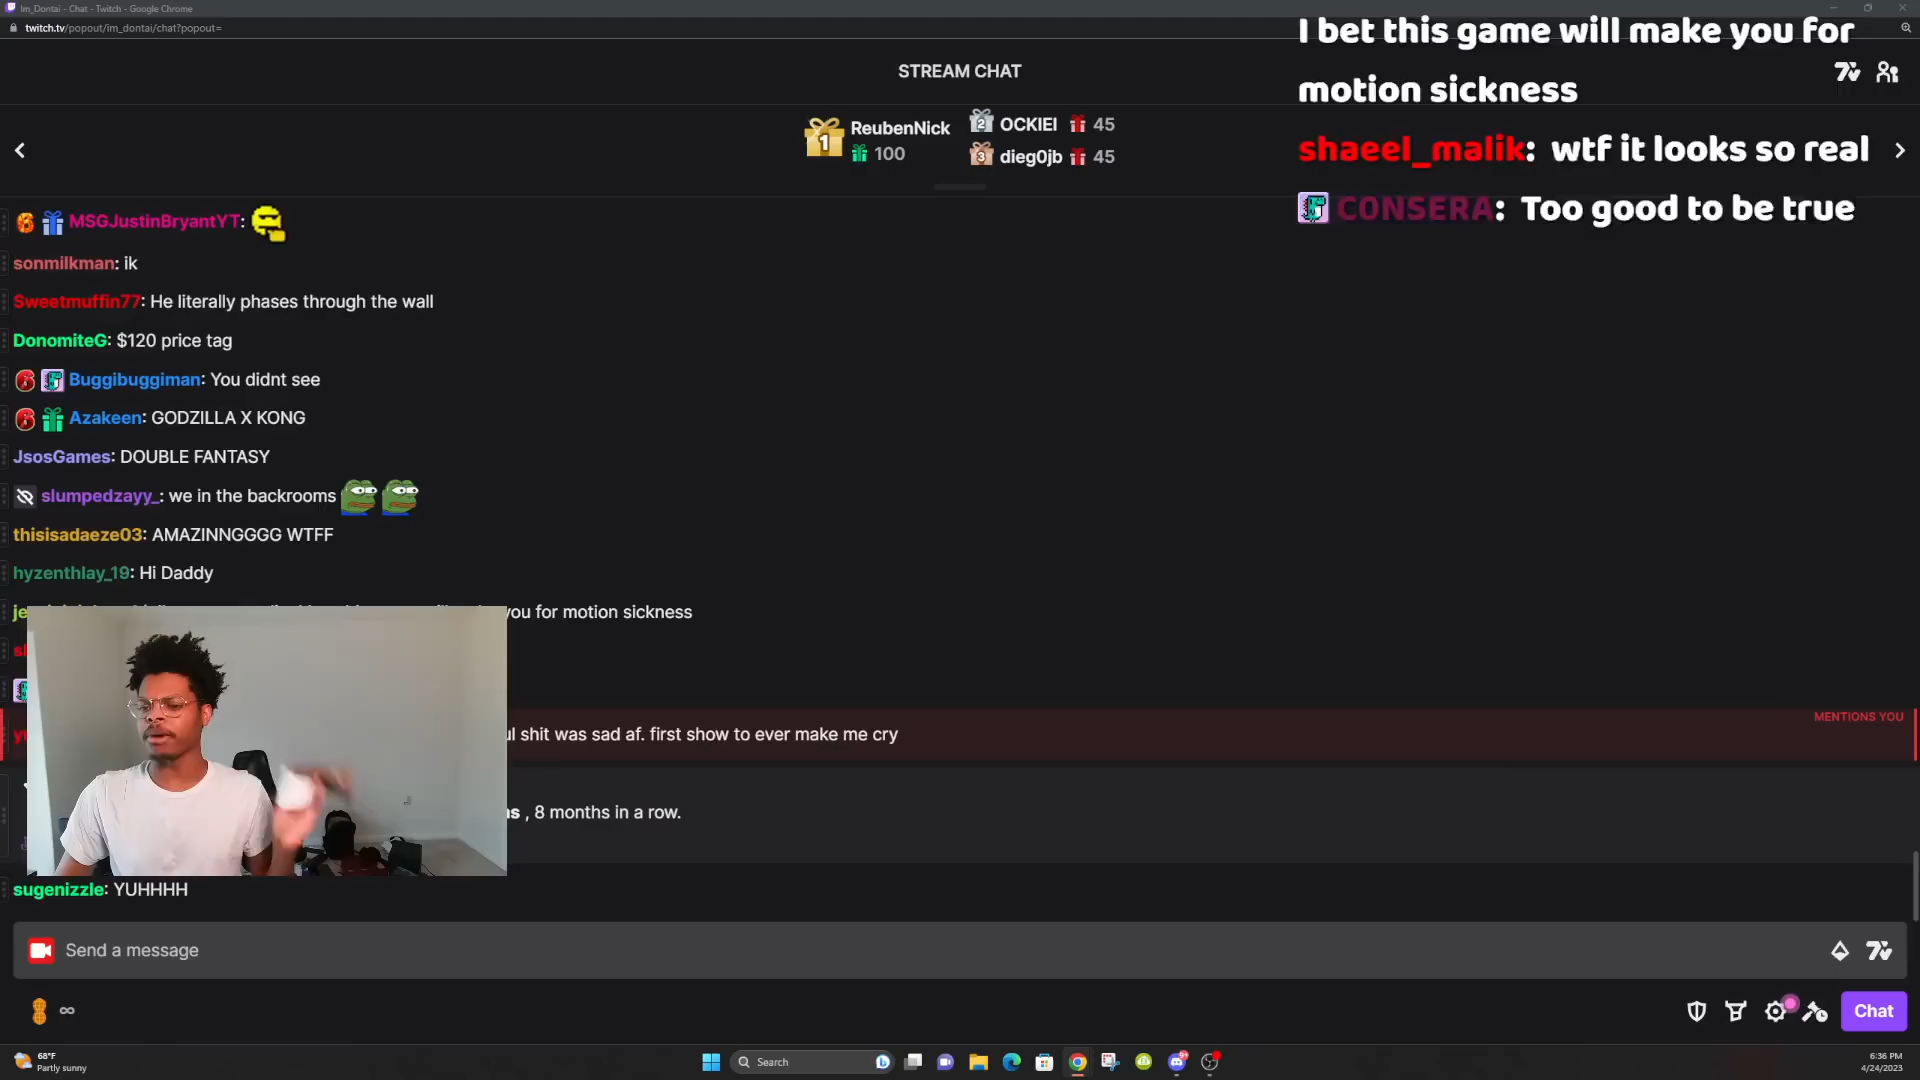 Im_Dontai - Chat - Twitch - Google Chrome
twitch.tv/popout/im_dontai/chat?popout=
I bet this game will make you for
motion sickness
shaeel_malik: wtf it looks so real
CONSERA: Too good to be true
STREAM CHAT
1 ReubenNick 100
2 OCKIEI 45
3 dieg0jb 45
MSGJustinBryantYT:
sonmilkman: ik
Sweetmuffin77: He literally phases through the wall
DonomiteG: $120 price tag
Buggibuggiman: You didnt see
Azakeen: GODZILLA X KONG
JsosGames: DOUBLE FANTASY
slumpedzayy_: we in the backrooms
thisisadaeze03: AMAZINNGGGG WTFF
hyzenthlay_19: Hi Daddy
you for motion sickness
MENTIONS YOU
shit was sad af. first show to ever make me cry
, 8 months in a row.
sugenizzle: YUHHHH
Send a message
∞
Chat
68°F
Partly sunny
Search
6:36 PM
4/24/2023